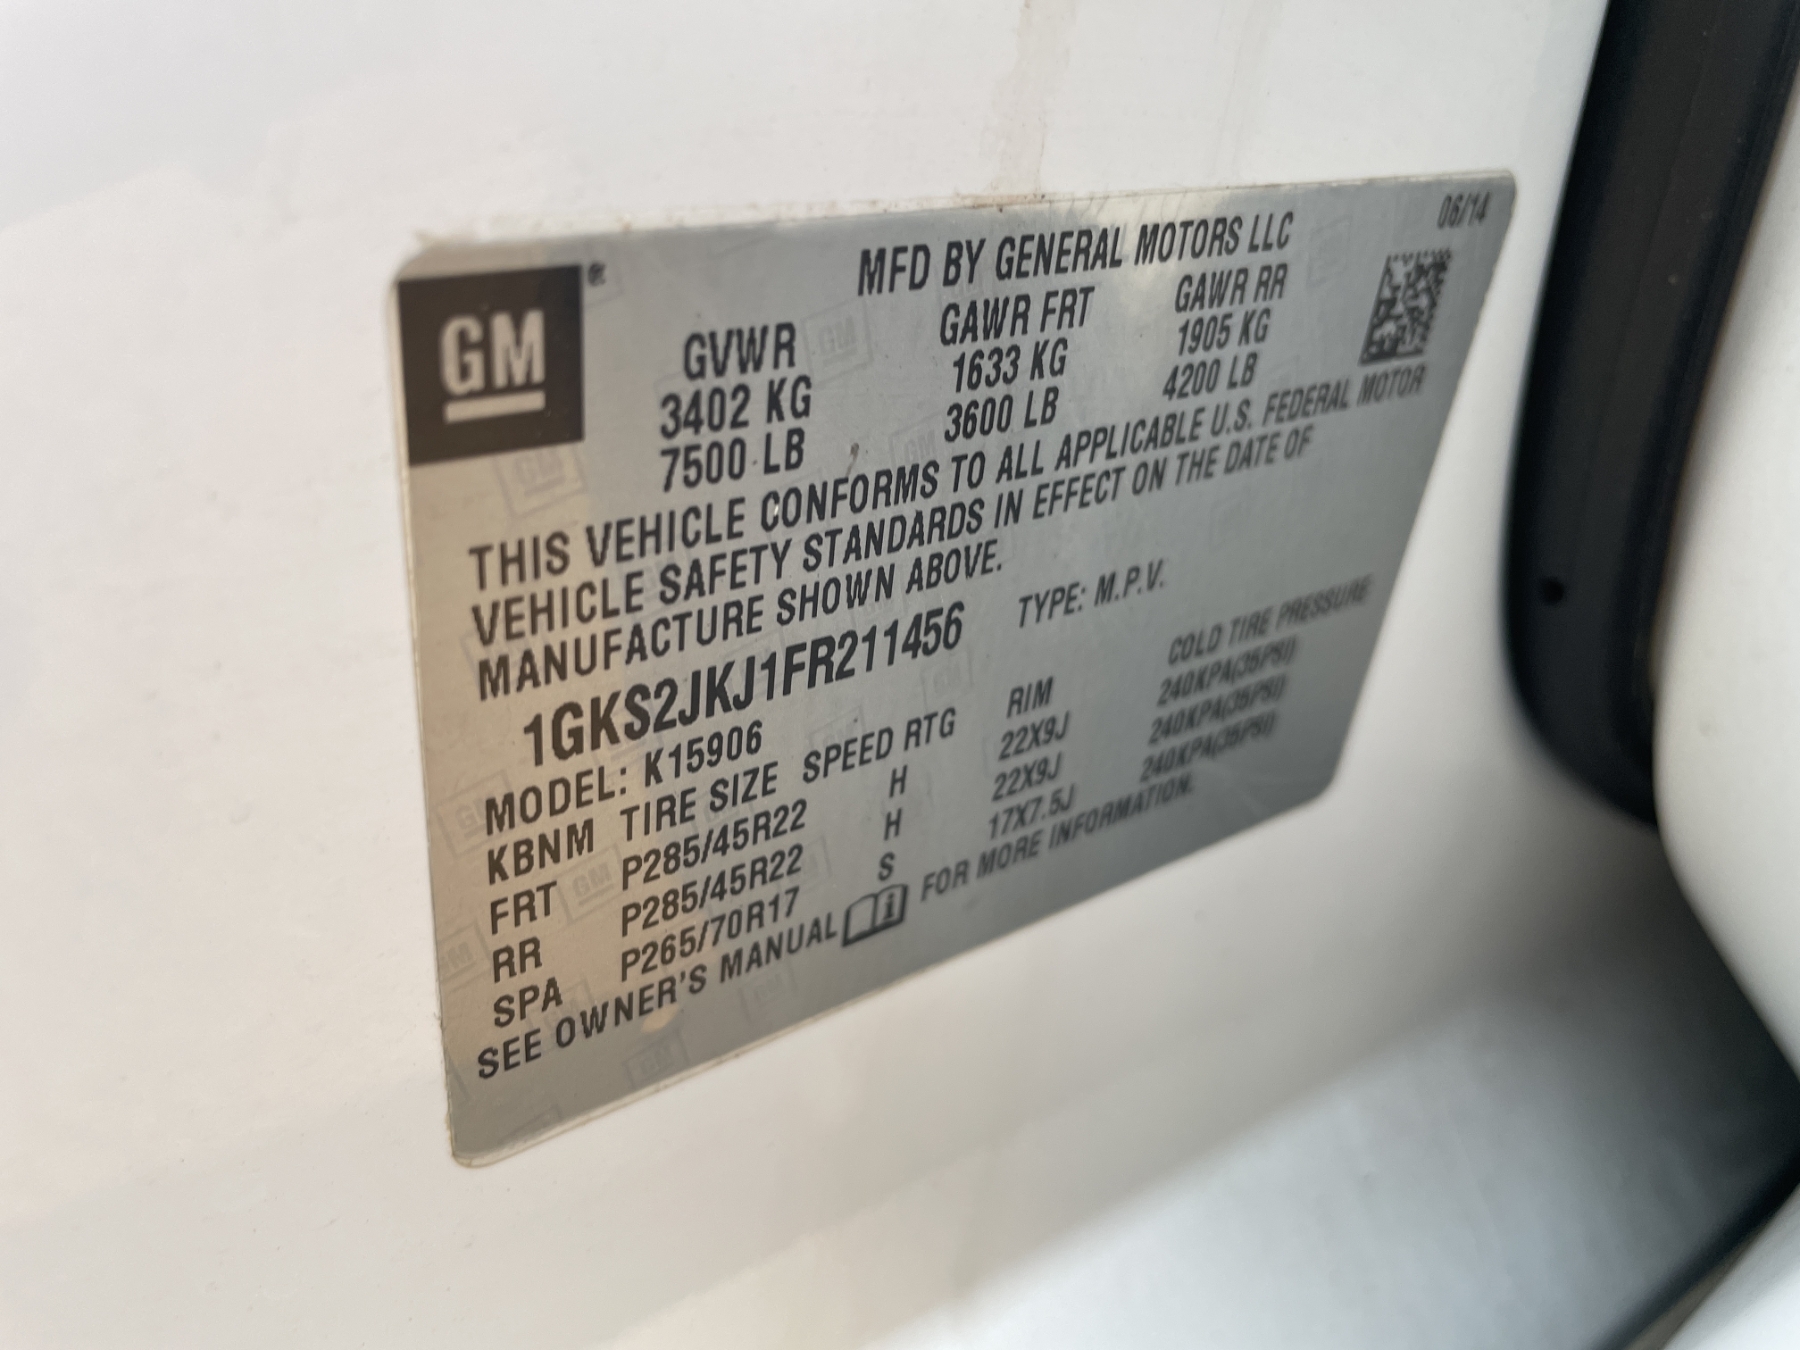 06/14
MFD BY GENERAL MOTORS LLC
GM ®
GVWR GAWR FRT GAWR RR
3402 KG 1633 KG 1905 KG
7500 LB 3600 LB 4200 LB
THIS VEHICLE CONFORMS TO ALL APPLICABLE U.S. FEDERAL MOTOR
VEHICLE SAFETY STANDARDS IN EFFECT ON THE DATE OF
MANUFACTURE SHOWN ABOVE.
1GKS2JKJ1FR211456 TYPE: M.P.V.
MODEL: K15906
KBNM TIRE SIZE SPEED RTG RIM COLD TIRE PRESSURE
FRT P285/45R22 H 22X9J 240KPA(35PSI)
RR P285/45R22 H 22X9J 240KPA(35PSI)
SPA P265/70R17 S 17X7.5J 240KPA(35PSI)
SEE OWNER'S MANUAL i FOR MORE INFORMATION.